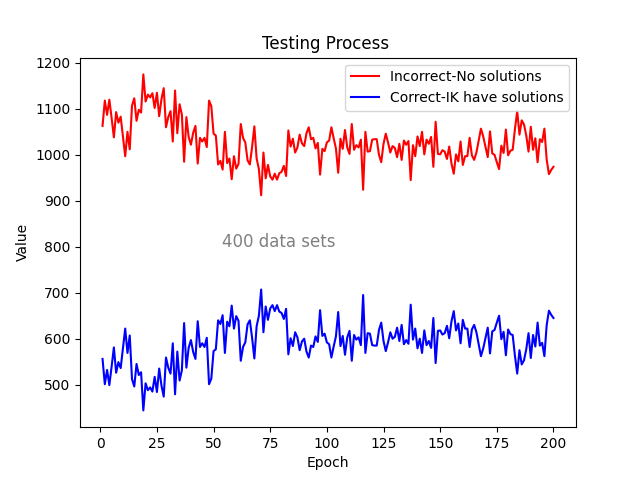 Testing Process
Incorrect-No solutions
Correct-IK have solutions
1200
1100
1000
900
800
700
600
500
Value
400 data sets
0
25
50
75
100
125
150
175
200
Epoch